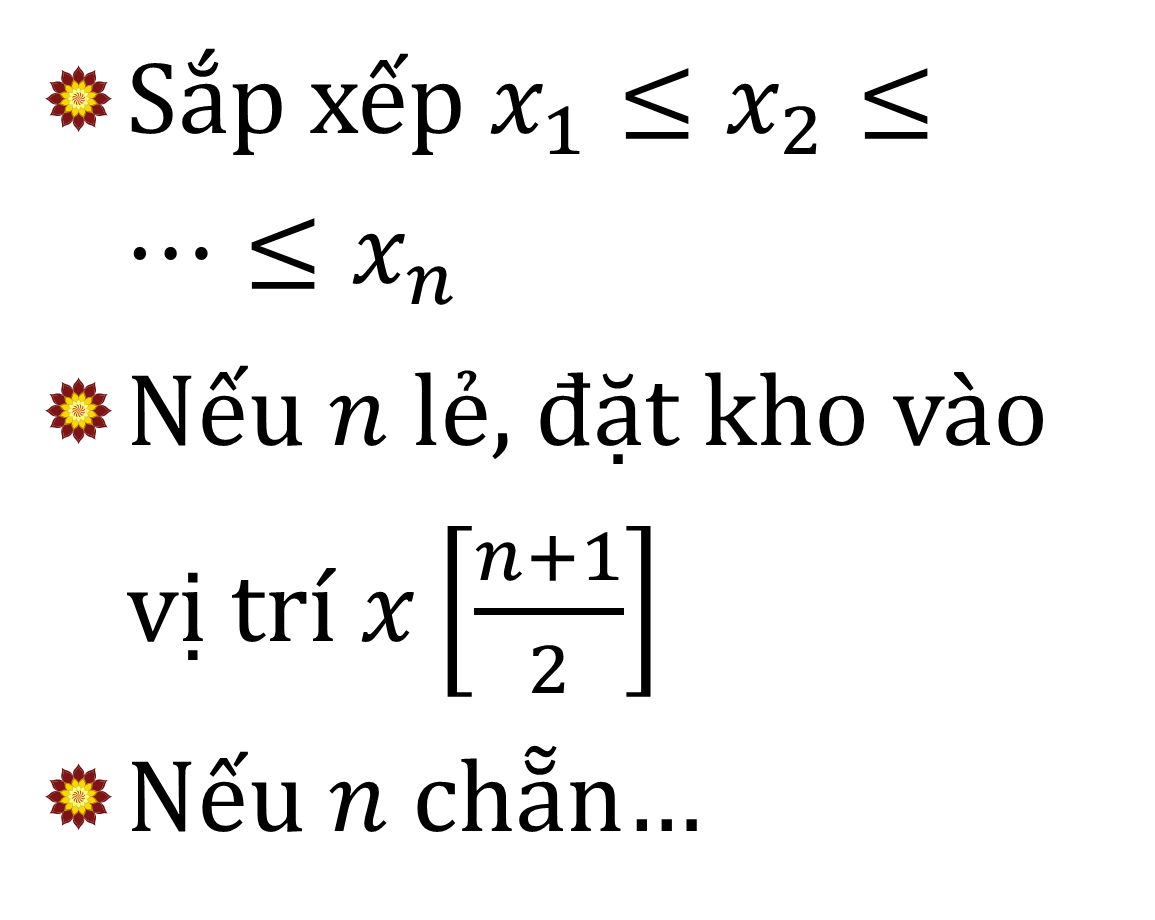 Sắp xếp x₁ ≤ x₂ ≤
⋯ ≤ xₙ
Nếu n lẻ, đặt kho vào
vị trí x [(n+1)/2]
Nếu n chẵn…